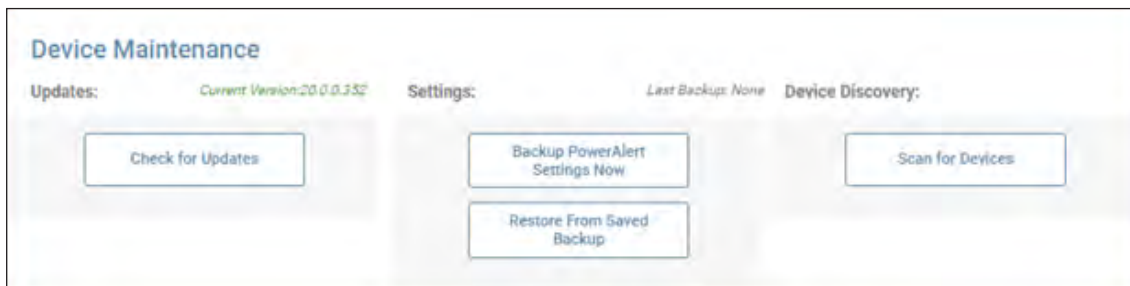 Device Maintenance
Updates:
Current Version:20.0.0.352
Settings:
Last Backup: None
Device Discovery:
Check for Updates
Backup PowerAlert
Settings Now
Scan for Devices
Restore From Saved
Backup